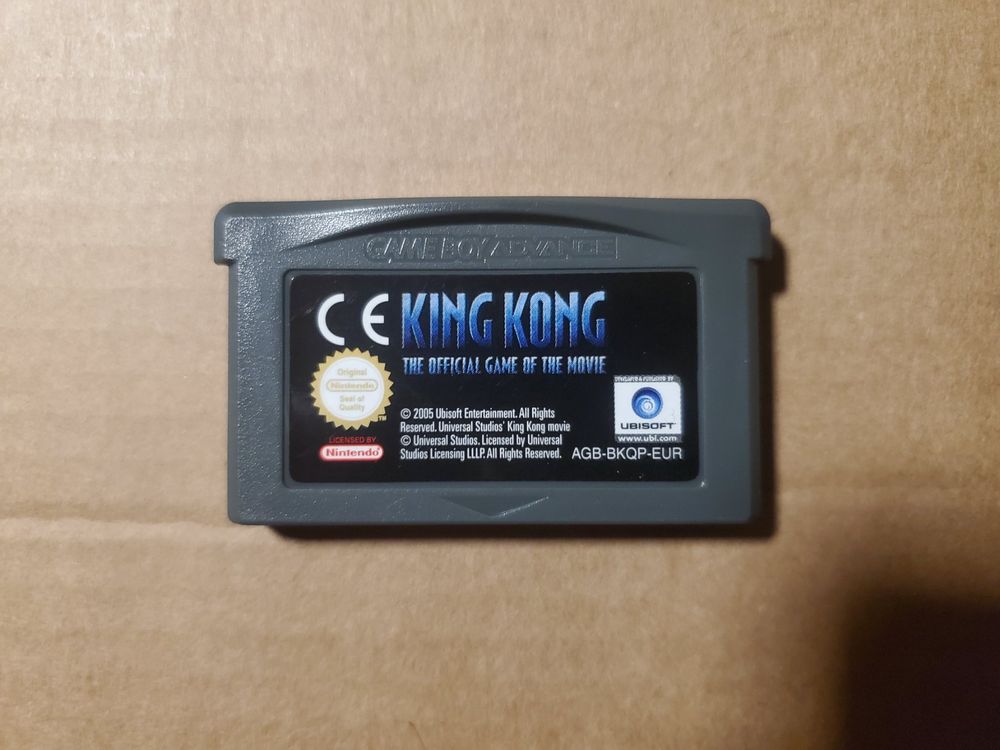 GAME BOY ADVANCE
CE KING KONG
THE OFFICIAL GAME OF THE MOVIE
Original
Nintendo
Seal of
Quality
TM
LICENSED BY
Nintendo
© 2005 Ubisoft Entertainment. All Rights
Reserved. Universal Studios' King Kong movie
© Universal Studios. Licensed by Universal
Studios Licensing LLLP. All Rights Reserved.
UBISOFT
www.ubi.com
AGB-BKQP-EUR